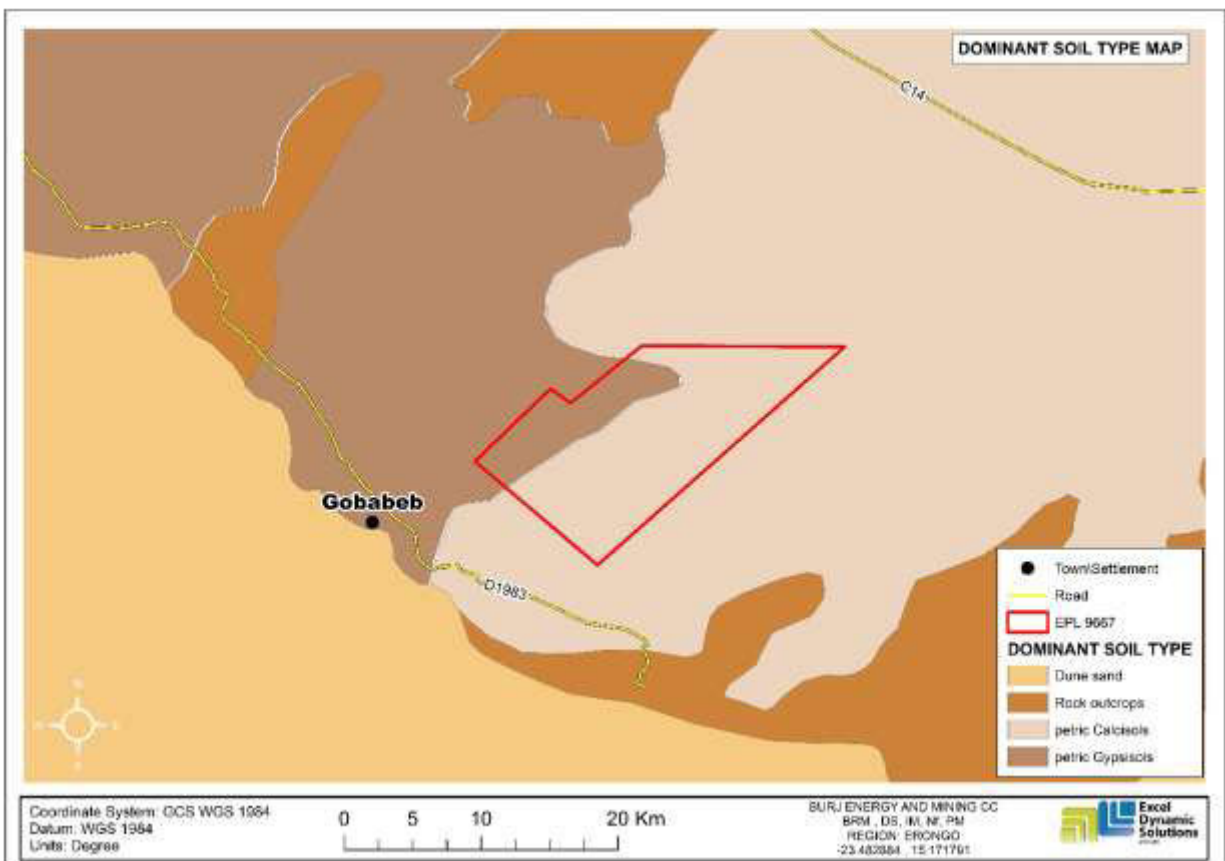 DOMINANT SOIL TYPE MAP
C14
Gobabeb
D1983
Town\Settlement
Road
EPL 9667
DOMINANT SOIL TYPE
Dune sand
Rock outcrops
petric Calcisols
petric Gypsisols
Coordinate System: GCS WGS 1984
Datum: WGS 1984
Units: Degree
0 5 10 20 Km
BURJ ENERGY AND MINING CC
BRM , DS, IM, NF, PM
REGION: ERONGO
-23.482884 , 15.171791
Excel
Dynamic
Solutions